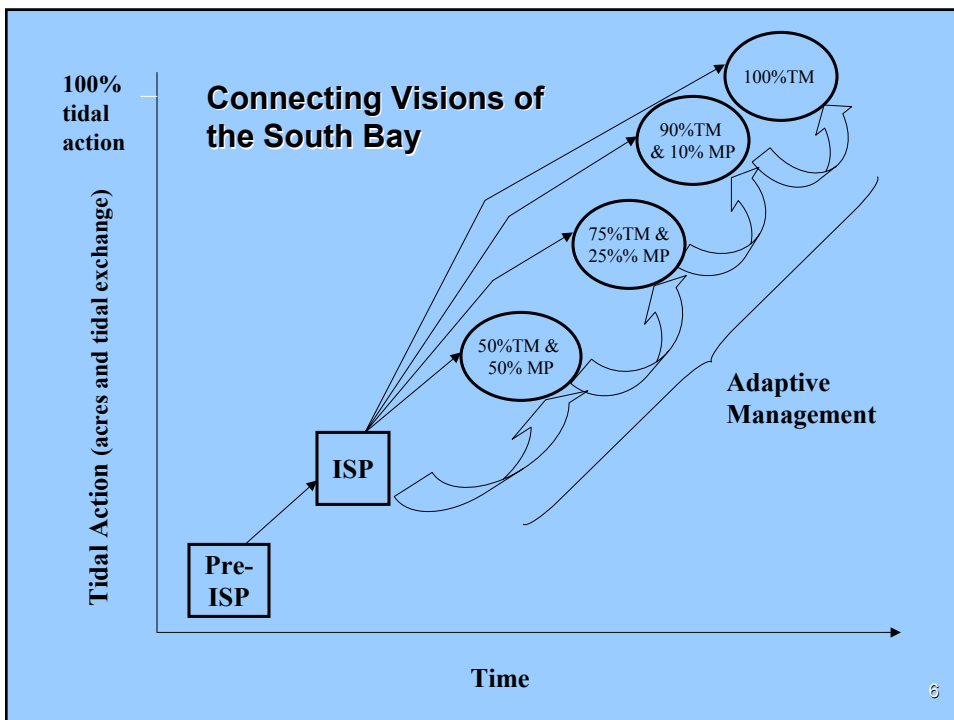 Connecting Visions of
the South Bay
100%
tidal
action
Tidal Action (acres and tidal exchange)
100%TM
90%TM
& 10% MP
75%TM &
25%% MP
50%TM &
50% MP
Adaptive
Management
ISP
Pre-
ISP
Time
6